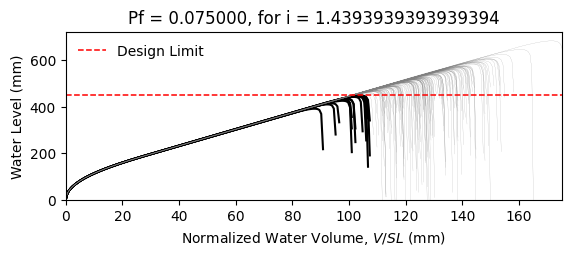 Pf = 0.075000, for i = 1.4393939393939394
Water Level (mm)
600
400
200
0
Design Limit
0 20 40 60 80 100 120 140 160
Normalized Water Volume, V/SL (mm)